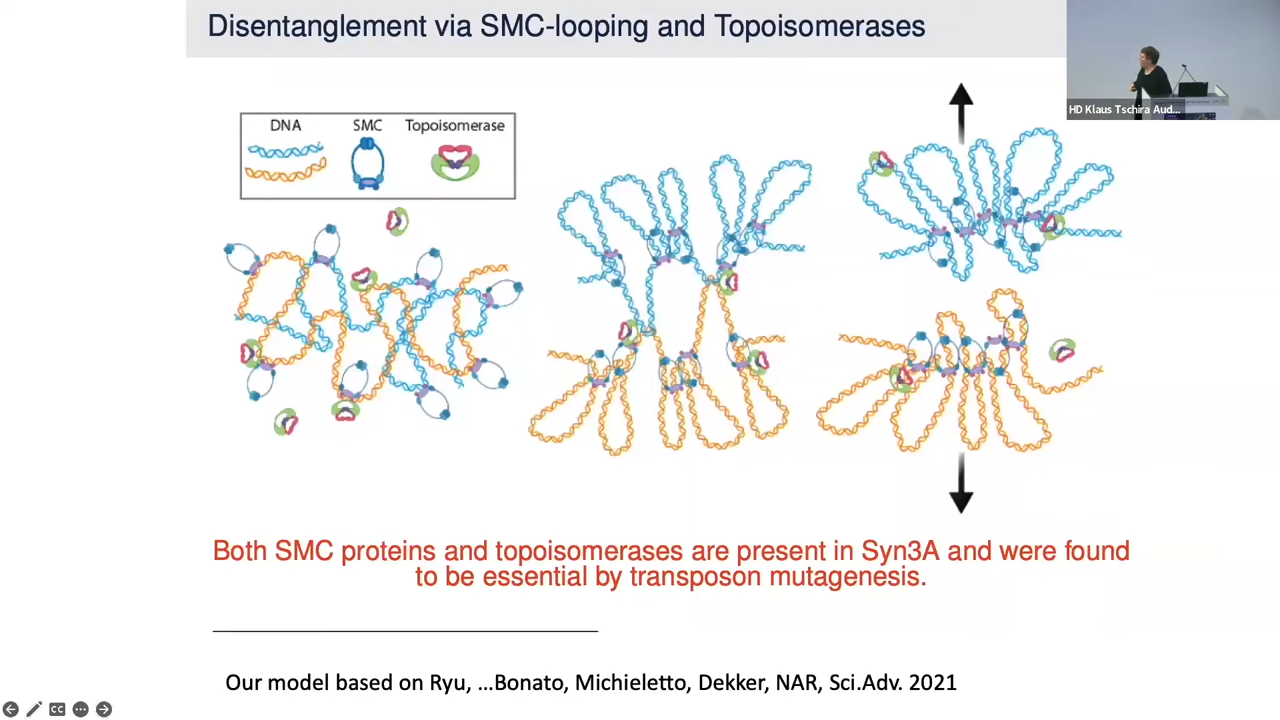 Disentanglement via SMC-looping and Topoisomerases
HD Klaus Tschira Aud...
DNA SMC Topoisomerase
Both SMC proteins and topoisomerases are present in Syn3A and were found
to be essential by transposon mutagenesis.
Our model based on Ryu, ...Bonato, Michieletto, Dekker, NAR, Sci.Adv. 2021
CC